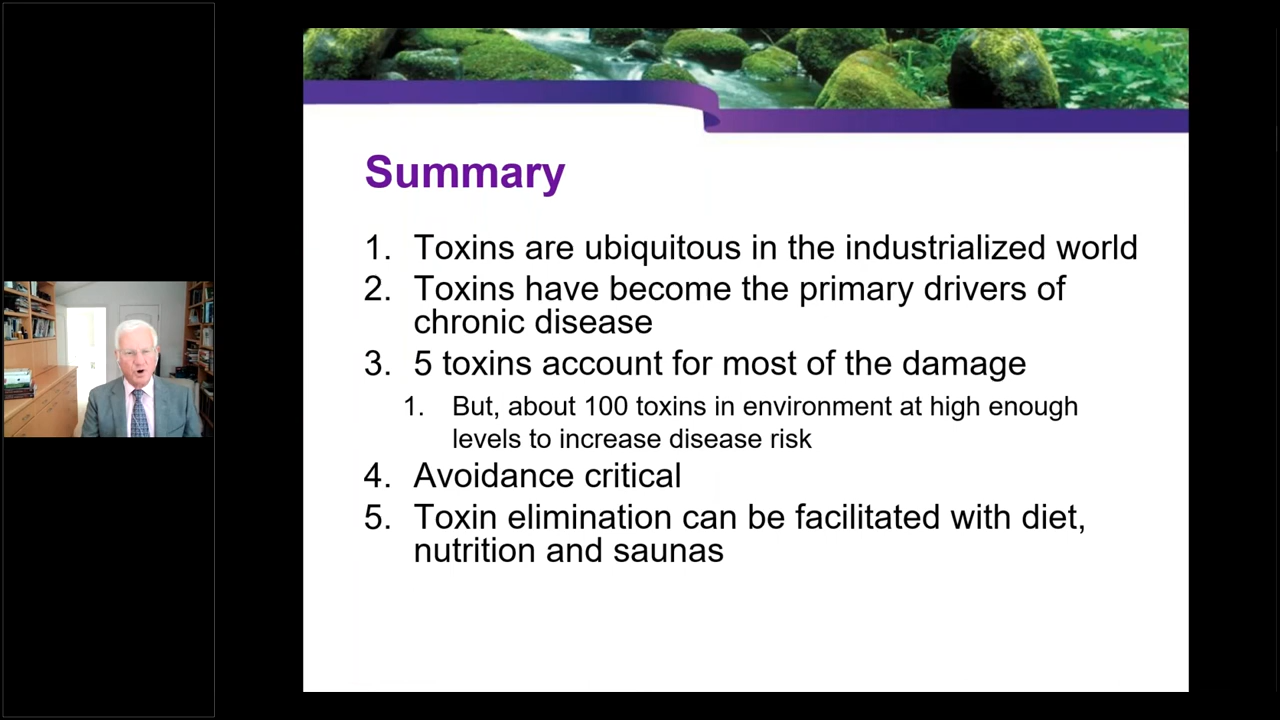 Summary
1. Toxins are ubiquitous in the industrialized world
2. Toxins have become the primary drivers of
chronic disease
3. 5 toxins account for most of the damage
1. But, about 100 toxins in environment at high enough
levels to increase disease risk
4. Avoidance critical
5. Toxin elimination can be facilitated with diet,
nutrition and saunas